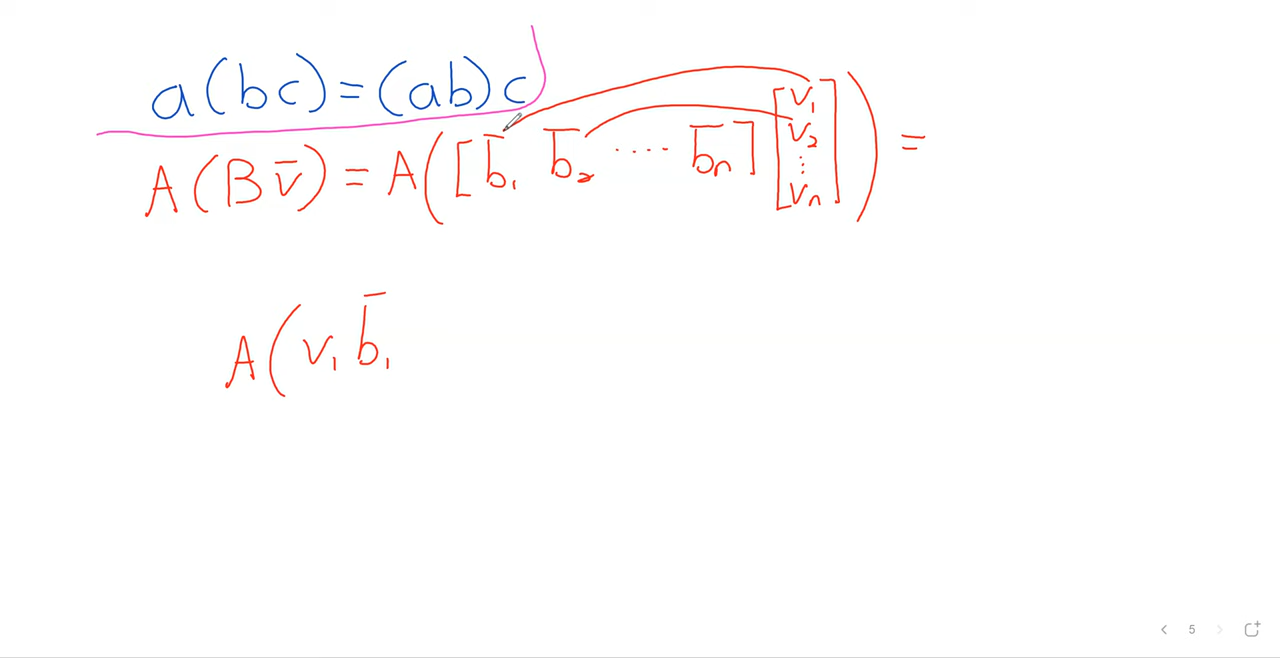 a(bc)=(ab)c
A(Bv̄)=A([b̄₁ b̄₂ .... b̄n][v₁ v₂ ⋮ vn])=
A(v₁b̄₁
5